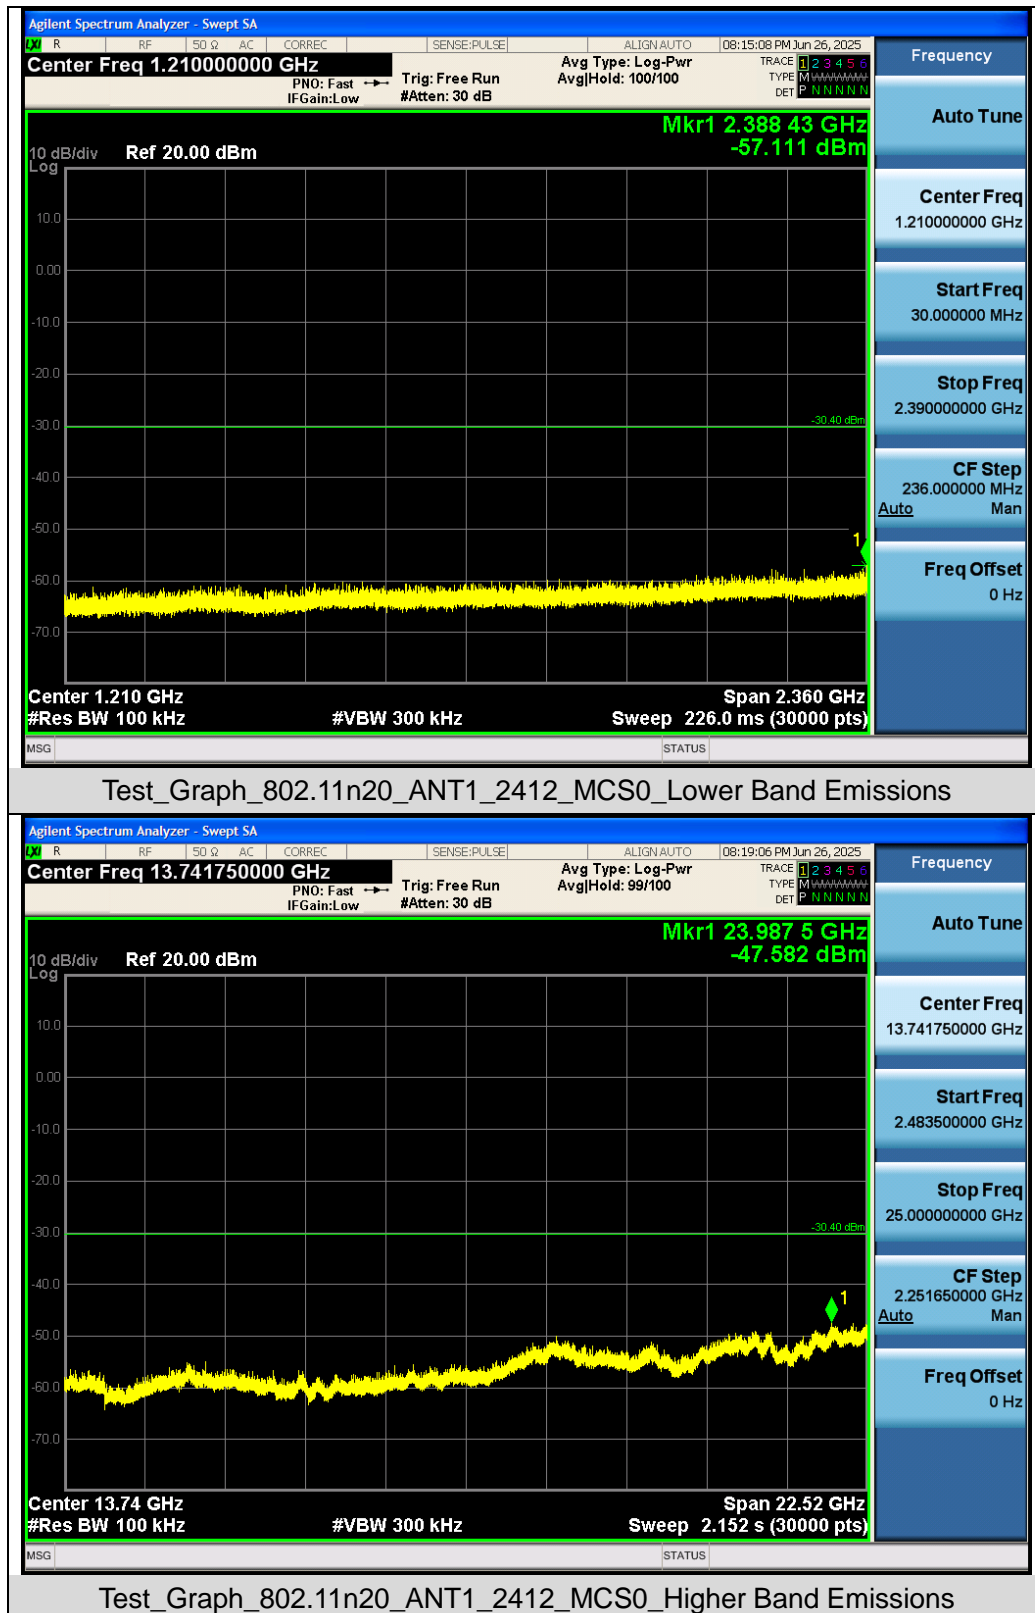 Agilent Spectrum Analyzer - Swept SA
LXI R RF 50 Ω AC CORREC SENSE:PULSE ALIGN AUTO 08:15:08 PM Jun 26, 2025
Center Freq 1.210000000 GHz
PNO: Fast
IFGain:Low
Trig: Free Run
#Atten: 30 dB
Avg Type: Log-Pwr
Avg|Hold: 100/100
TRACE 1 2 3 4 5 6
TYPE M WWWWW
DET P N N N N N
Mkr1 2.388 43 GHz
-57.111 dBm
10 dB/div Ref 20.00 dBm
Log
10.0
0.00
-10.0
-20.0
-30.0
-30.40 dBm
-40.0
-50.0
1
-60.0
-70.0
Center 1.210 GHz Span 2.360 GHz
#Res BW 100 kHz #VBW 300 kHz Sweep 226.0 ms (30000 pts)
MSG STATUS
Frequency
Auto Tune
Center Freq
1.210000000 GHz
Start Freq
30.000000 MHz
Stop Freq
2.390000000 GHz
CF Step
236.000000 MHz
Auto Man
Freq Offset
0 Hz
Test_Graph_802.11n20_ANT1_2412_MCS0_Lower Band Emissions
Agilent Spectrum Analyzer - Swept SA
LXI R RF 50 Ω AC CORREC SENSE:PULSE ALIGN AUTO 08:19:06 PM Jun 26, 2025
Center Freq 13.741750000 GHz
PNO: Fast
IFGain:Low
Trig: Free Run
#Atten: 30 dB
Avg Type: Log-Pwr
Avg|Hold: 99/100
TRACE 1 2 3 4 5 6
TYPE M WWWWW
DET P N N N N N
Mkr1 23.987 5 GHz
-47.582 dBm
10 dB/div Ref 20.00 dBm
Log
10.0
0.00
-10.0
-20.0
-30.0
-30.40 dBm
-40.0
1
-50.0
-60.0
-70.0
Center 13.74 GHz Span 22.52 GHz
#Res BW 100 kHz #VBW 300 kHz Sweep 2.152 s (30000 pts)
MSG STATUS
Frequency
Auto Tune
Center Freq
13.741750000 GHz
Start Freq
2.483500000 GHz
Stop Freq
25.000000000 GHz
CF Step
2.251650000 GHz
Auto Man
Freq Offset
0 Hz
Test_Graph_802.11n20_ANT1_2412_MCS0_Higher Band Emissions